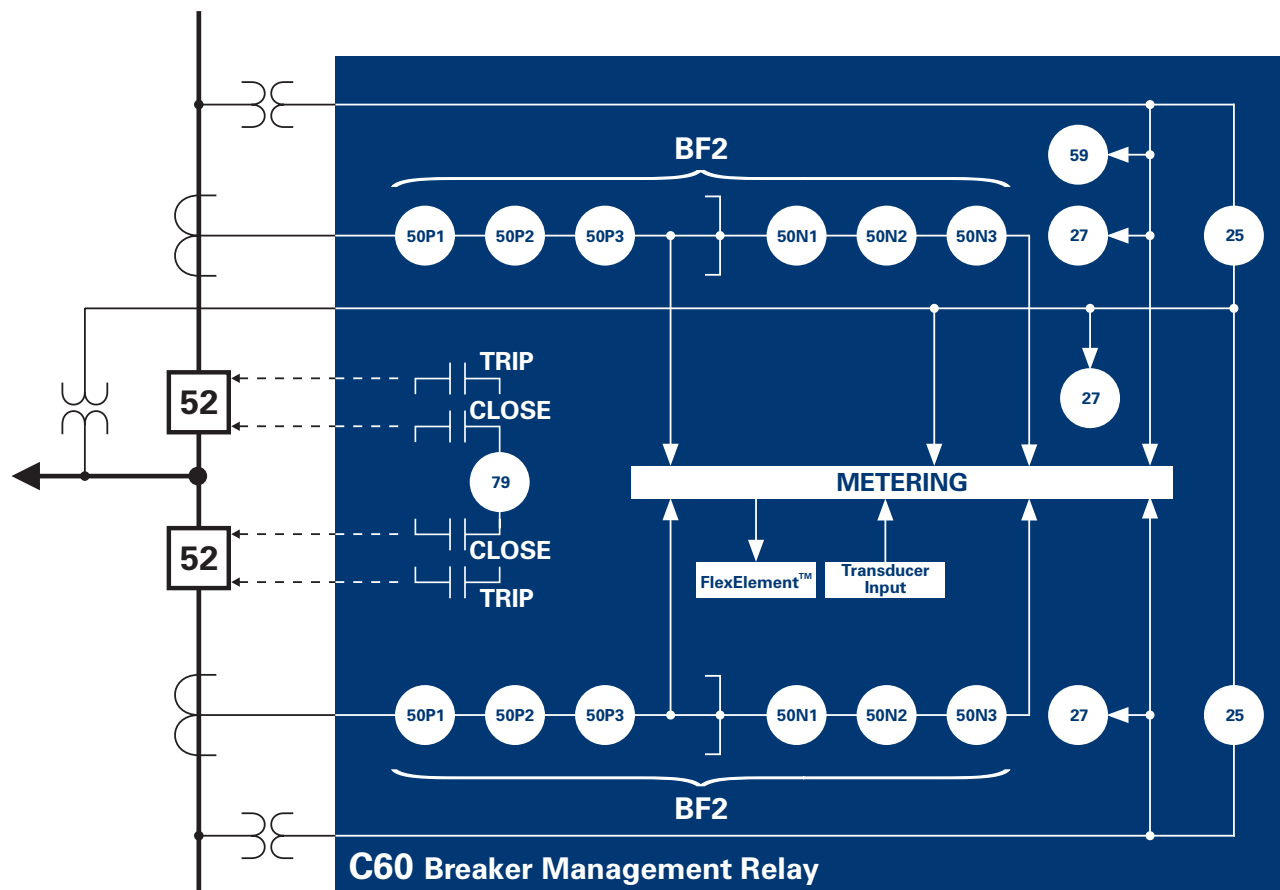 BF2
59
50P1 50P2 50P3 50N1 50N2 50N3 27 25
TRIP
52
27
CLOSE
79
METERING
52
CLOSE
FlexElement™ Transducer
Input
TRIP
50P1 50P2 50P3 50N1 50N2 50N3 27 25
BF2
C60 Breaker Management Relay